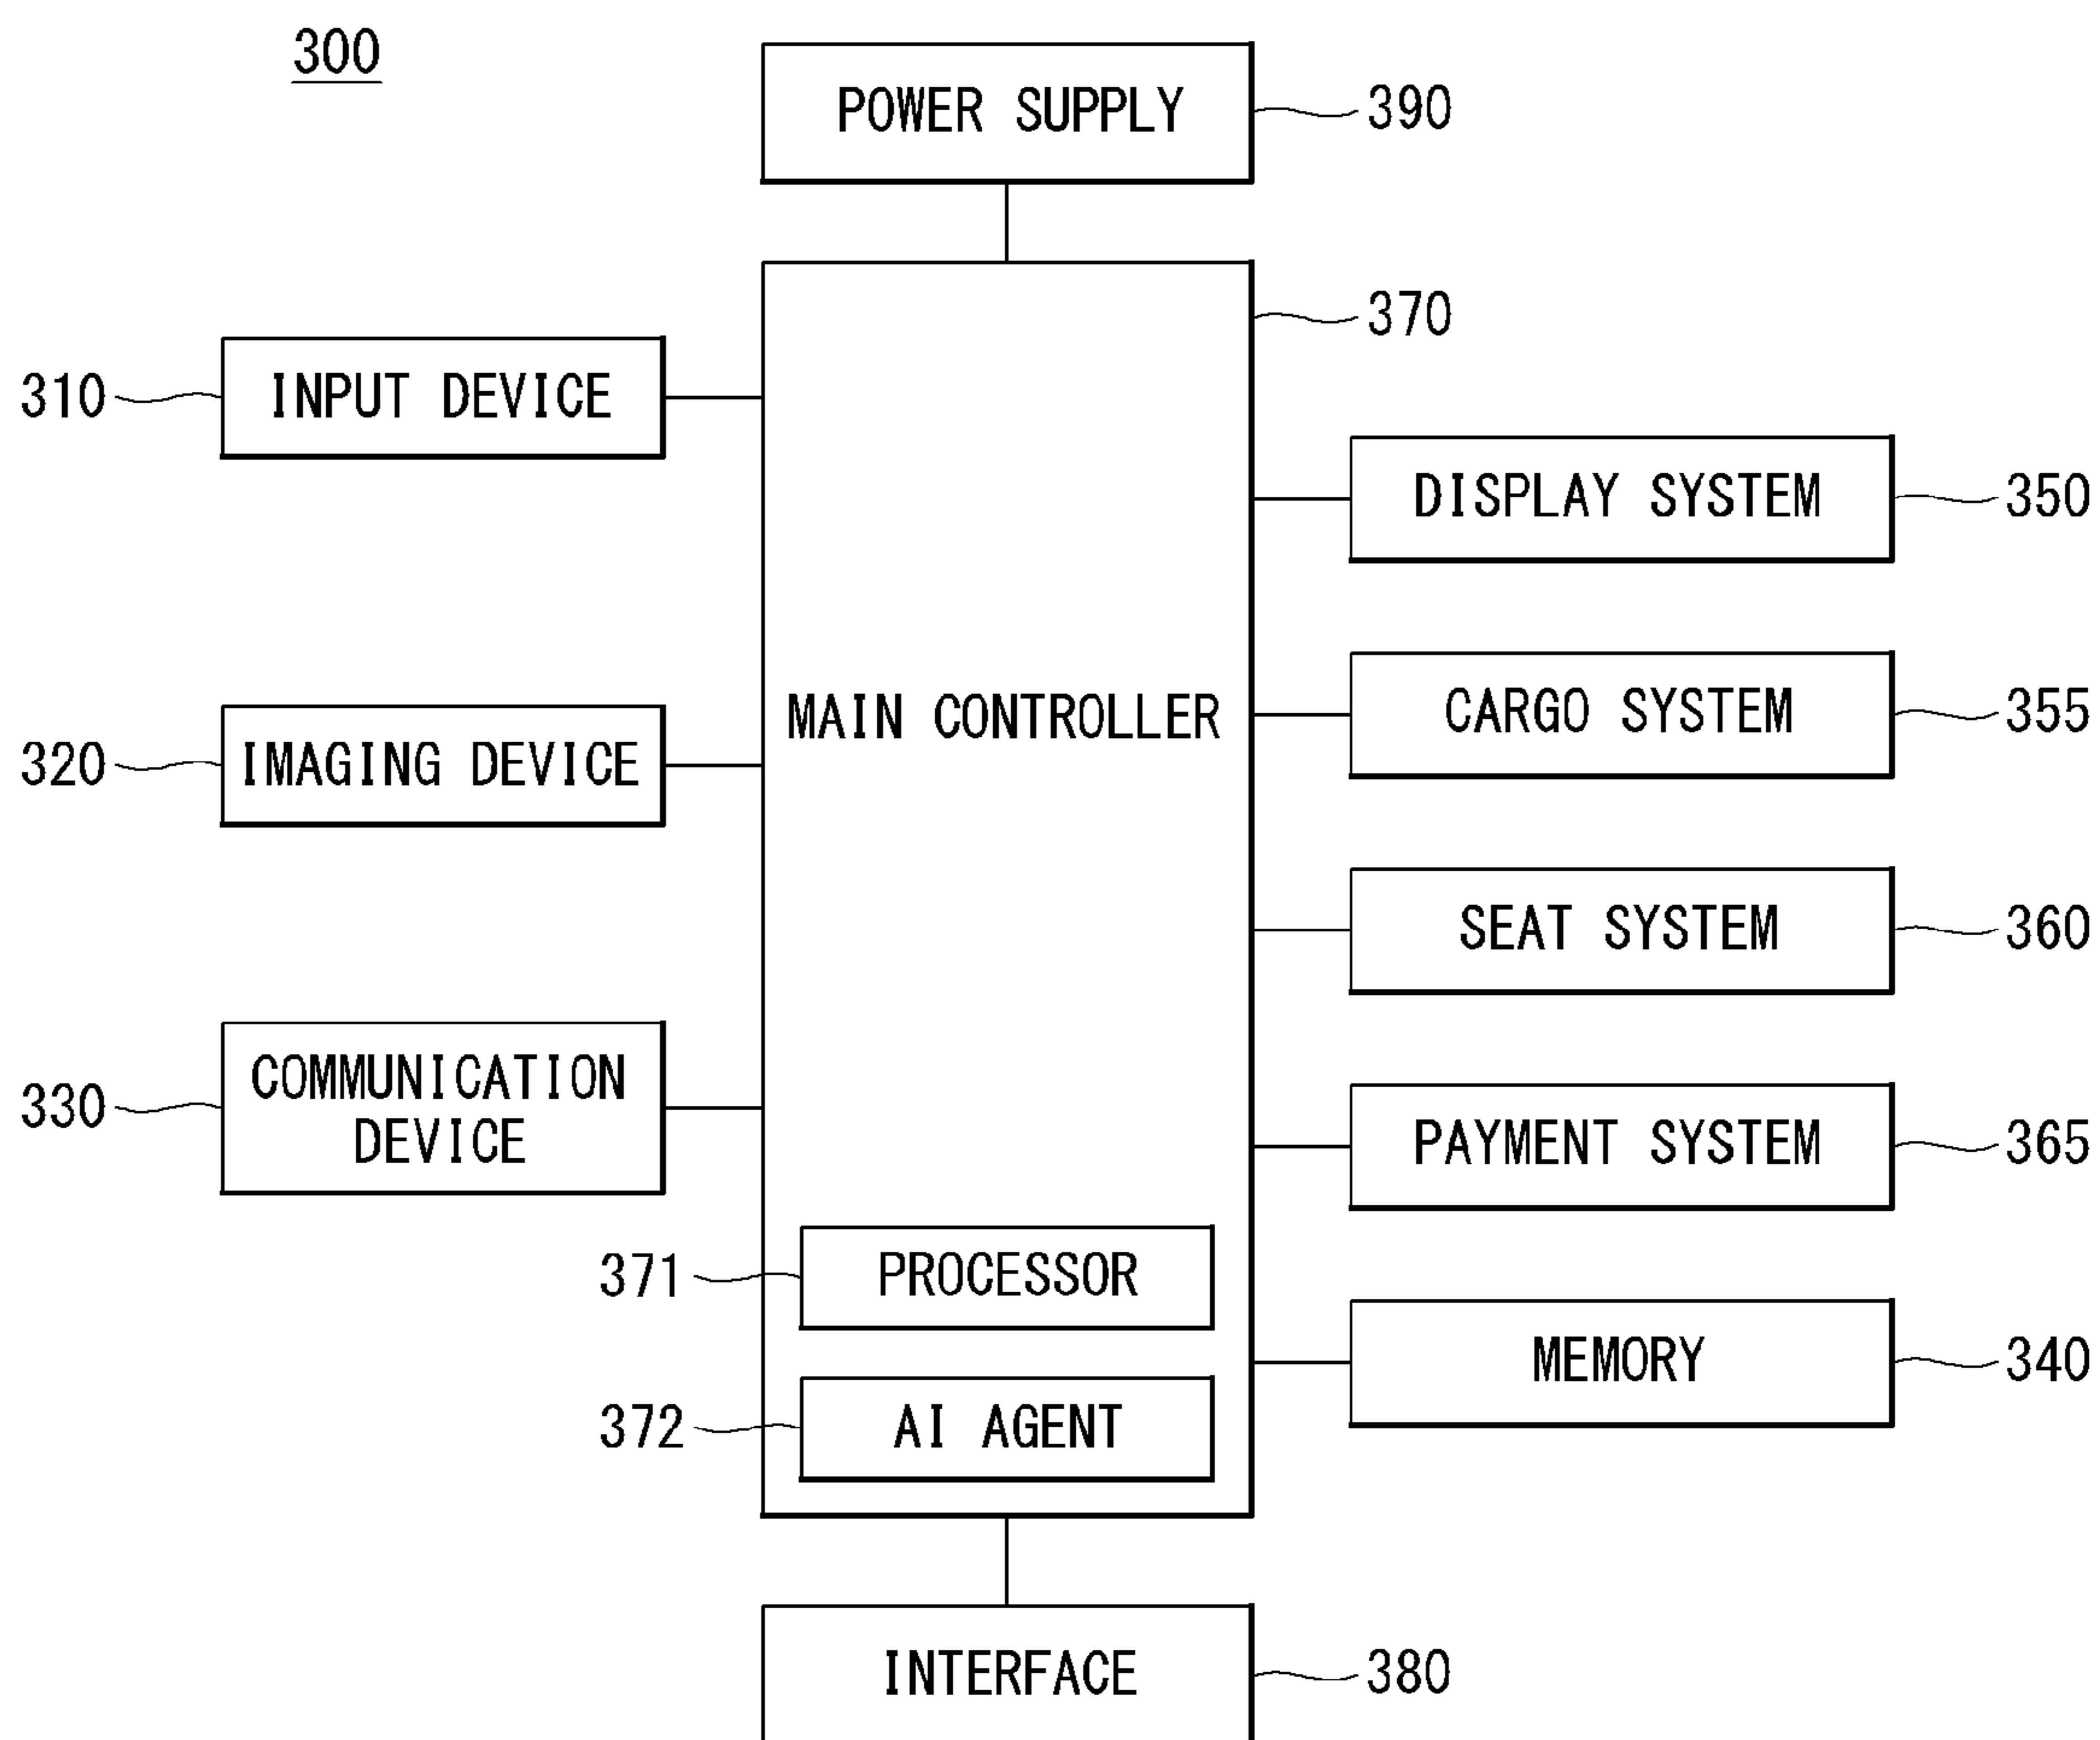 300
POWER SUPPLY 390
370
310 INPUT DEVICE
DISPLAY SYSTEM 350
MAIN CONTROLLER
CARGO SYSTEM 355
320 IMAGING DEVICE
SEAT SYSTEM 360
330 COMMUNICATION
DEVICE
PAYMENT SYSTEM 365
371 PROCESSOR
MEMORY 340
372 AI AGENT
INTERFACE 380